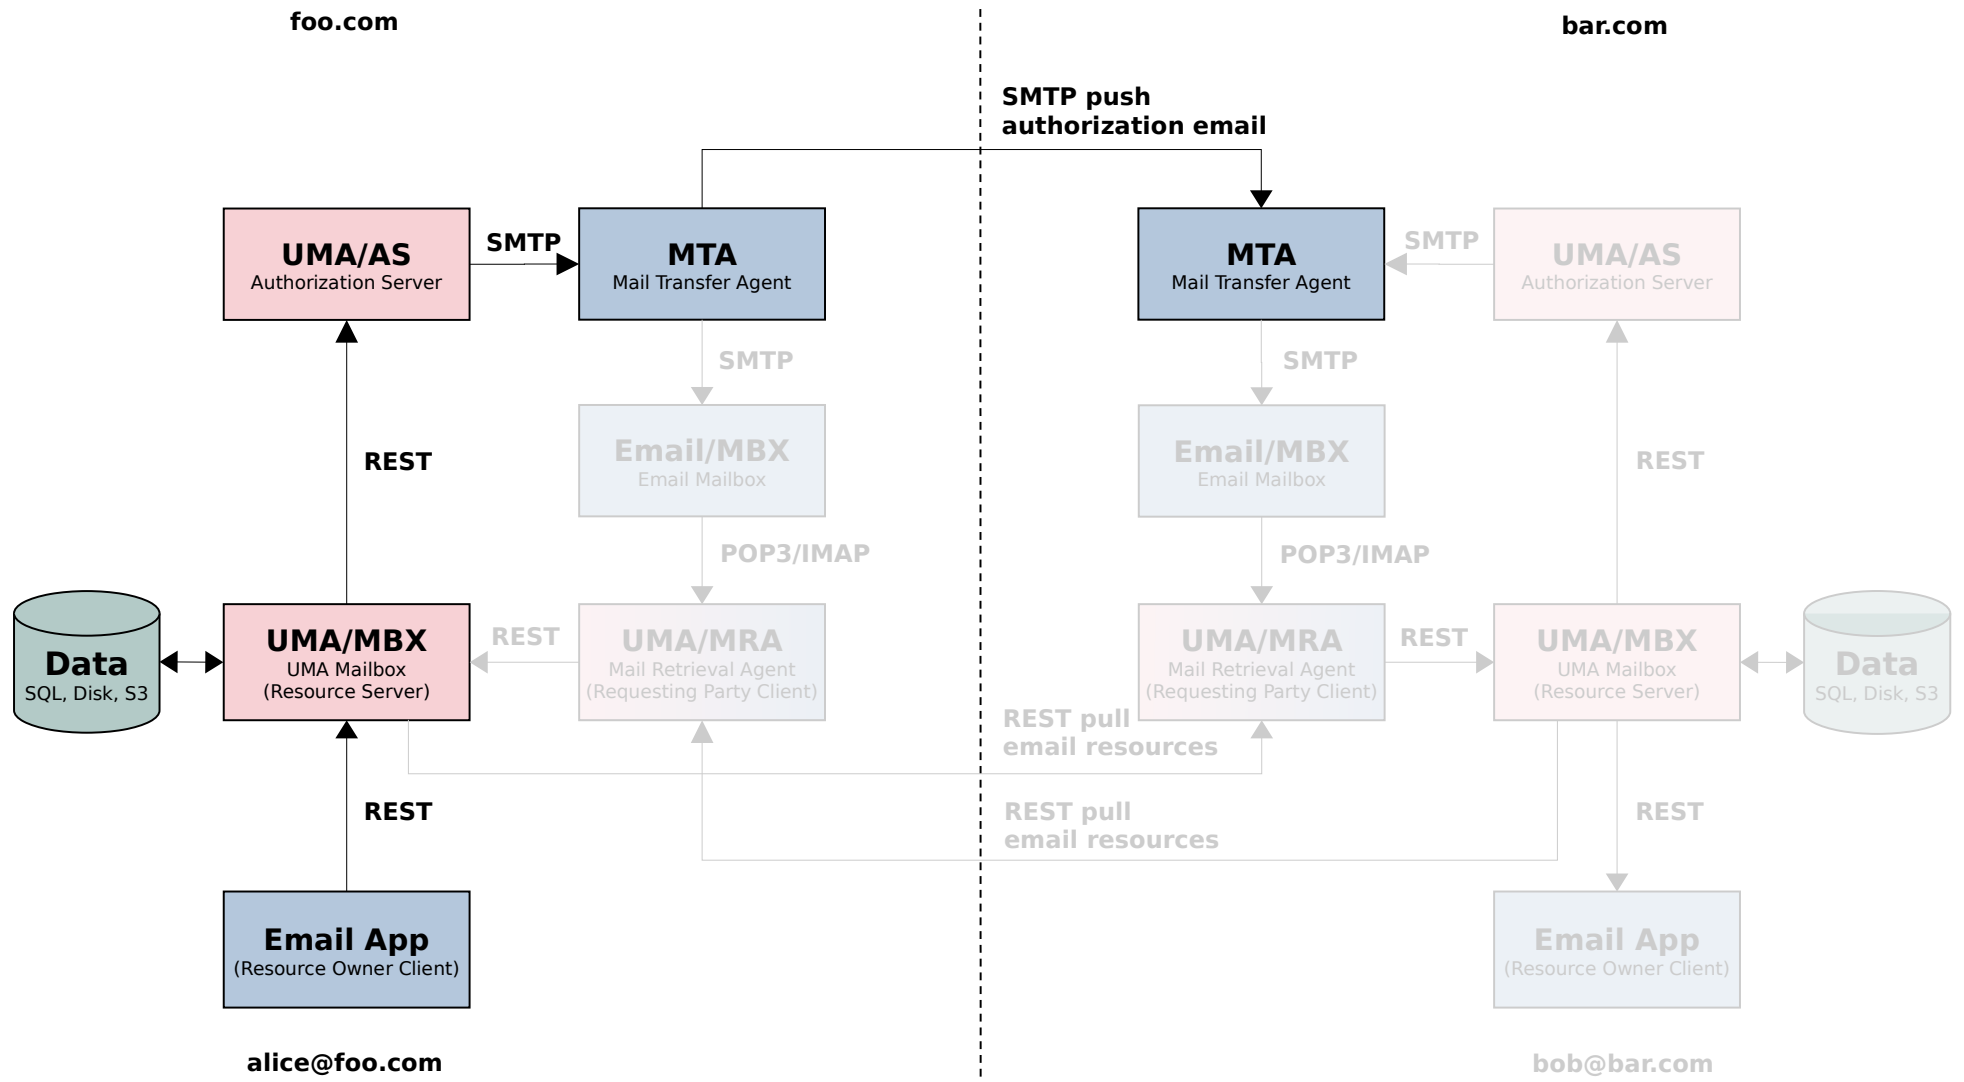 foo.com
bar.com
SMTP push
authorization email
UMA/AS
Authorization Server
SMTP
MTA
Mail Transfer Agent
MTA
Mail Transfer Agent
SMTP
UMA/AS
Authorization Server
SMTP
SMTP
REST
Email/MBX
Email Mailbox
Email/MBX
Email Mailbox
REST
POP3/IMAP
POP3/IMAP
Data
SQL, Disk, S3
UMA/MBX
UMA Mailbox
(Resource Server)
REST
UMA/MRA
Mail Retrieval Agent
(Requesting Party Client)
UMA/MRA
Mail Retrieval Agent
(Requesting Party Client)
REST
UMA/MBX
UMA Mailbox
(Resource Server)
Data
SQL, Disk, S3
REST pull
email resources
REST
REST pull
email resources
REST
Email App
(Resource Owner Client)
Email App
(Resource Owner Client)
alice@foo.com
bob@bar.com